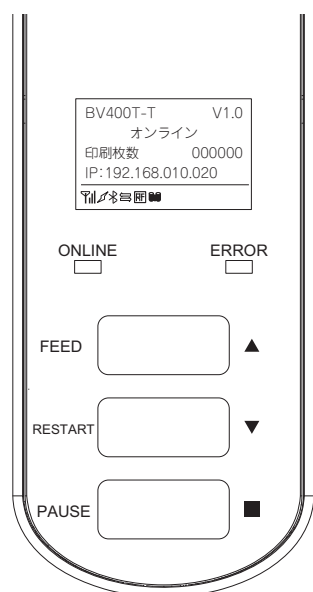 BV400T-T V1.0
オンライン
印刷枚数 000000
IP:192.168.010.020
ONLINE ERROR
FEED
RESTART
PAUSE